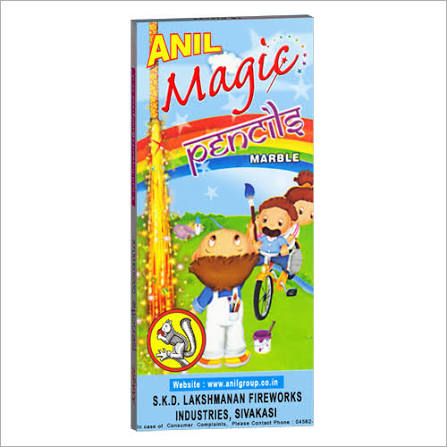 ANIL
Magic
Pencils
MARBLE
Website : www.anilgroup.co.in
S.K.D. LAKSHMANAN FIREWORKS
INDUSTRIES, SIVAKASI
In case of Consumer Complaints, Please Contact Phone : 04562-